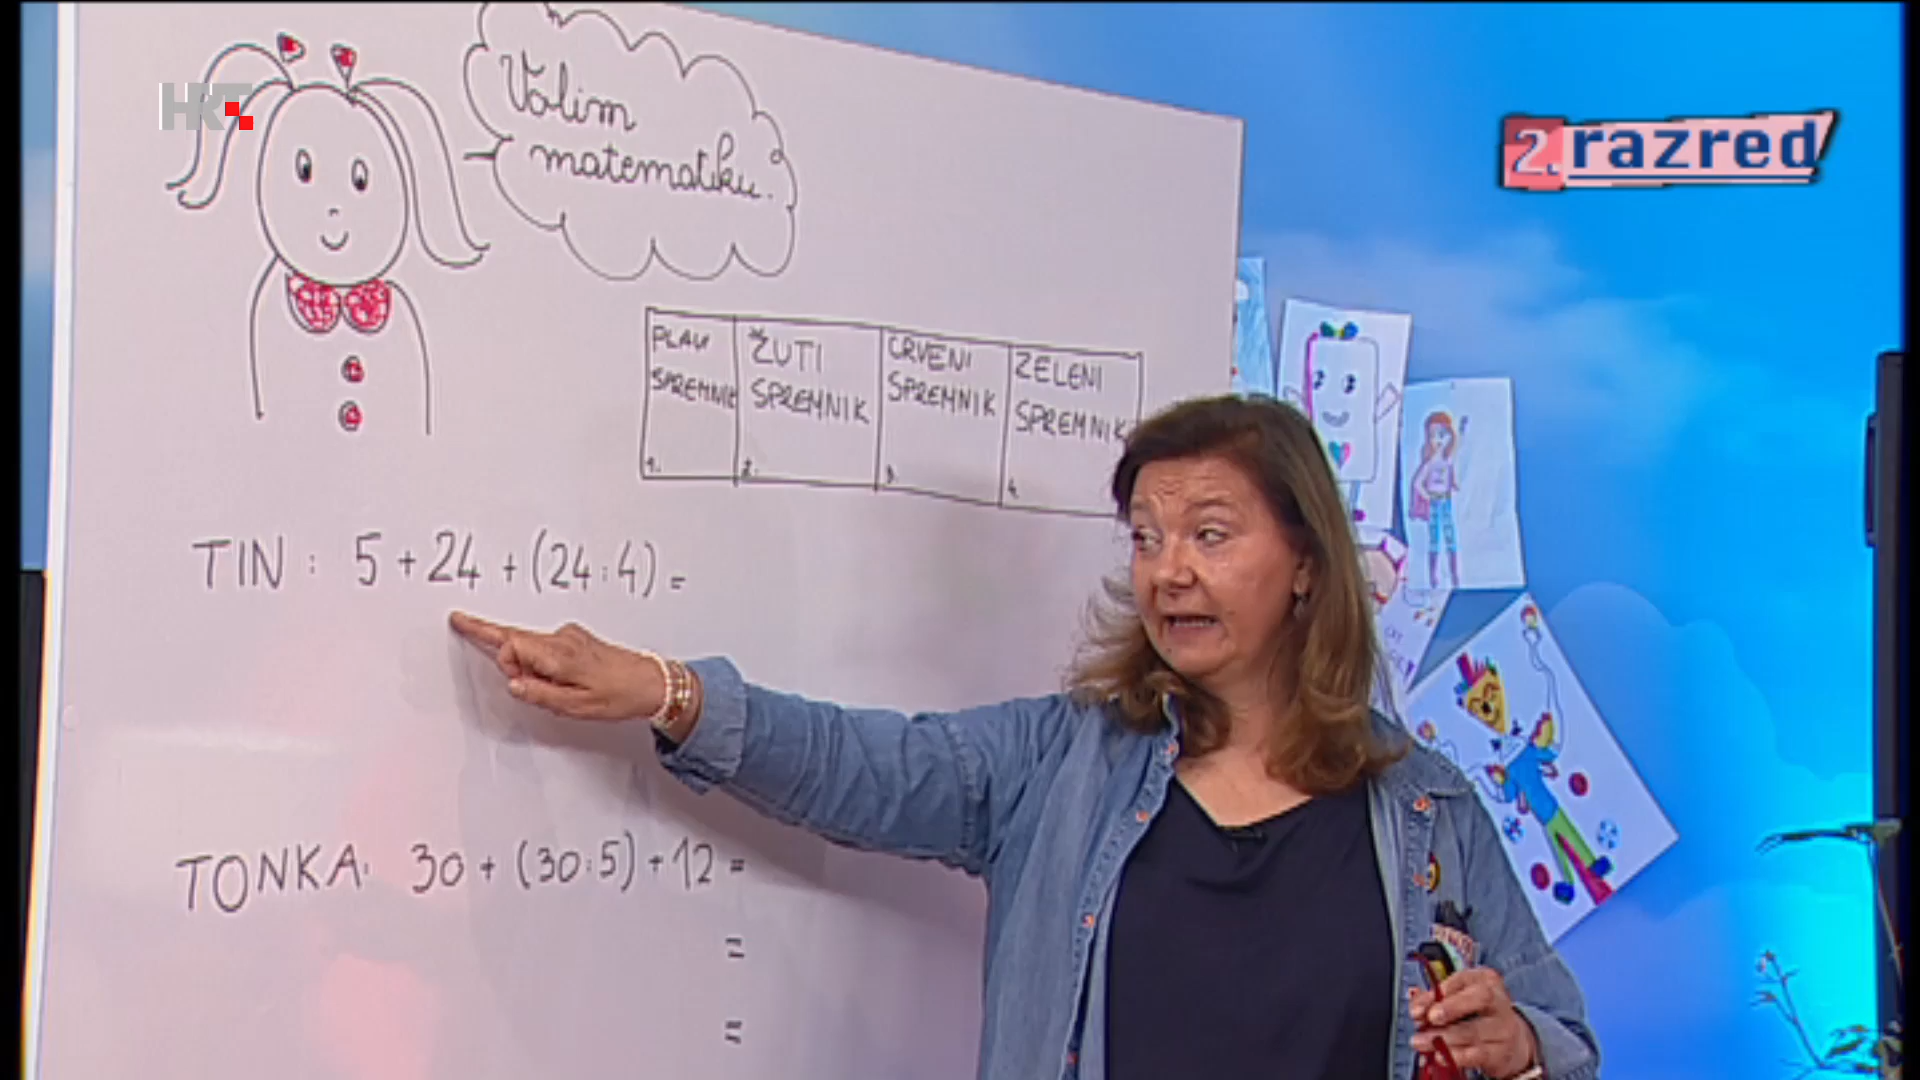 HRT
2. razred
Volim
matematiku.
PLAVI
SPREMNIK
1.
ŽUTI
SPREMNIK
2.
CRVENI
SPREMNIK
3.
ZELENI
SPREMNIK
4.
TIN : 5 + 24 + (24 : 4) =
TONKA: 30 + (30 : 5) + 12 =
=
=